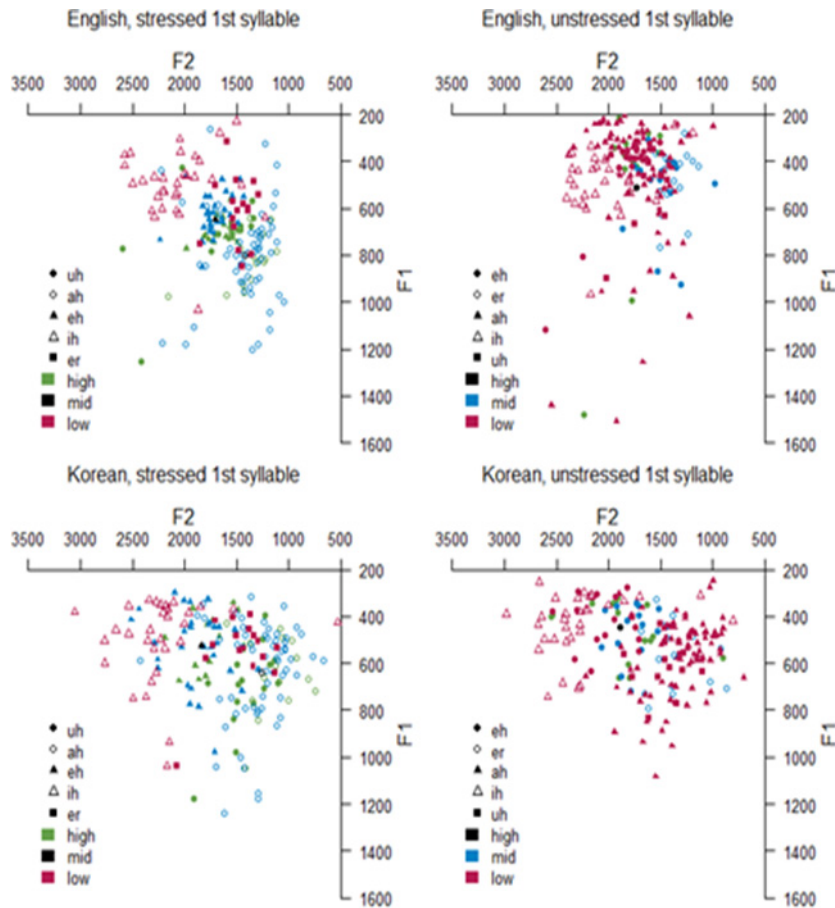 English, stressed 1st syllable
F2
3500 3000 2500 2000 1500 1000 500
200
400
600
800
1000
1200
1400
1600
F1
uh
ah
eh
ih
er
high
mid
low
English, unstressed 1st syllable
F2
3500 3000 2500 2000 1500 1000 500
200
400
600
800
1000
1200
1400
1600
F1
eh
er
ah
ih
uh
high
mid
low
Korean, stressed 1st syllable
F2
3500 3000 2500 2000 1500 1000 500
200
400
600
800
1000
1200
1400
1600
F1
uh
ah
eh
ih
er
high
mid
low
Korean, unstressed 1st syllable
F2
3500 3000 2500 2000 1500 1000 500
200
400
600
800
1000
1200
1400
1600
F1
eh
er
ah
ih
uh
high
mid
low